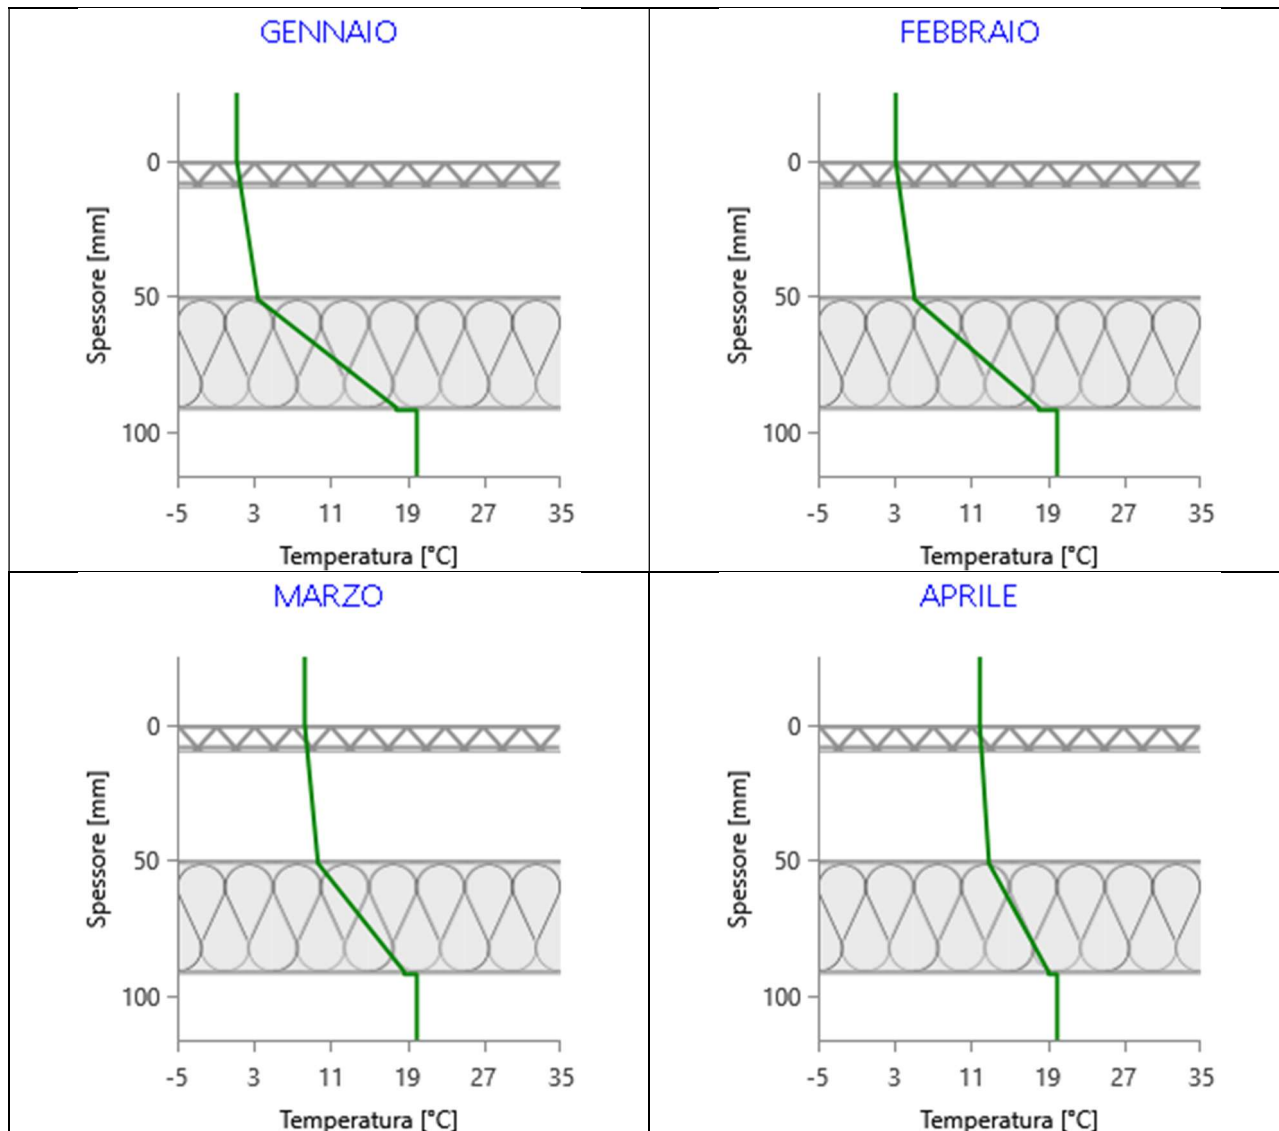 GENNAIO
0
50
100
Spessore [mm]
-5 3 11 19 27 35
Temperatura [°C]
FEBBRAIO
0
50
100
Spessore [mm]
-5 3 11 19 27 35
Temperatura [°C]
MARZO
0
50
100
Spessore [mm]
-5 3 11 19 27 35
Temperatura [°C]
APRILE
0
50
100
Spessore [mm]
-5 3 11 19 27 35
Temperatura [°C]